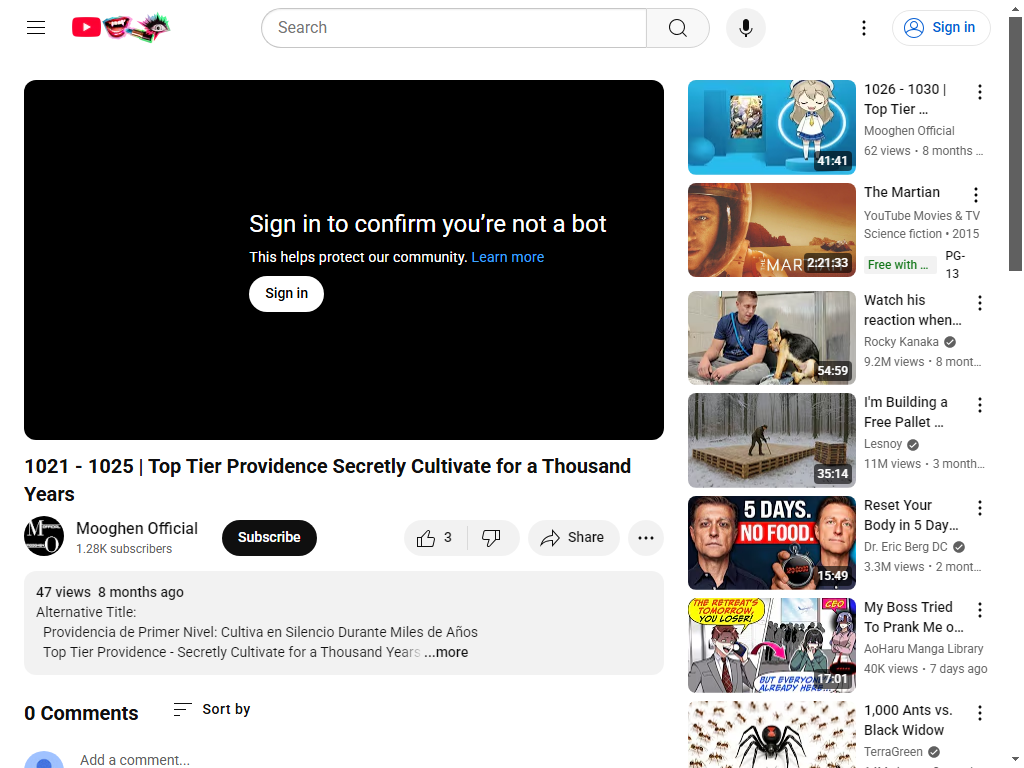 Search
Sign in
Sign in to confirm you’re not a bot
This helps protect our community. Learn more
Sign in
1021 - 1025 | Top Tier Providence Secretly Cultivate for a Thousand
Years
Mooghen Official
1.28K subscribers
Subscribe
3
Share
47 views 8 months ago
Alternative Title:
Providencia de Primer Nivel: Cultiva en Silencio Durante Miles de Años
Top Tier Providence - Secretly Cultivate for a Thousand Years ...more
0 Comments
Sort by
Add a comment...
41:41
1026 - 1030 |
Top Tier ...
Mooghen Official
62 views • 8 months ...
THE MARTIAN
2:21:33
The Martian
YouTube Movies & TV
Science fiction • 2015
Free with ...
PG-
13
54:59
Watch his
reaction when...
Rocky Kanaka
9.2M views • 8 mont...
35:14
I'm Building a
Free Pallet ...
Lesnoy
11M views • 3 month...
5 DAYS.
NO FOOD.
15:49
Reset Your
Body in 5 Day...
Dr. Eric Berg DC
3.3M views • 2 mont...
THE RETREAT'S
TOMORROW,
YOU LOSER!
CEO
BUT EVERYONE
ALREADY HERE...
17:01
My Boss Tried
To Prank Me o...
AoHaru Manga Library
40K views • 7 days ago
1,000 Ants vs.
Black Widow
TerraGreen